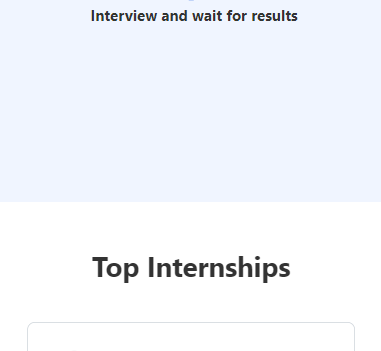 Interview and wait for results
Top Internships